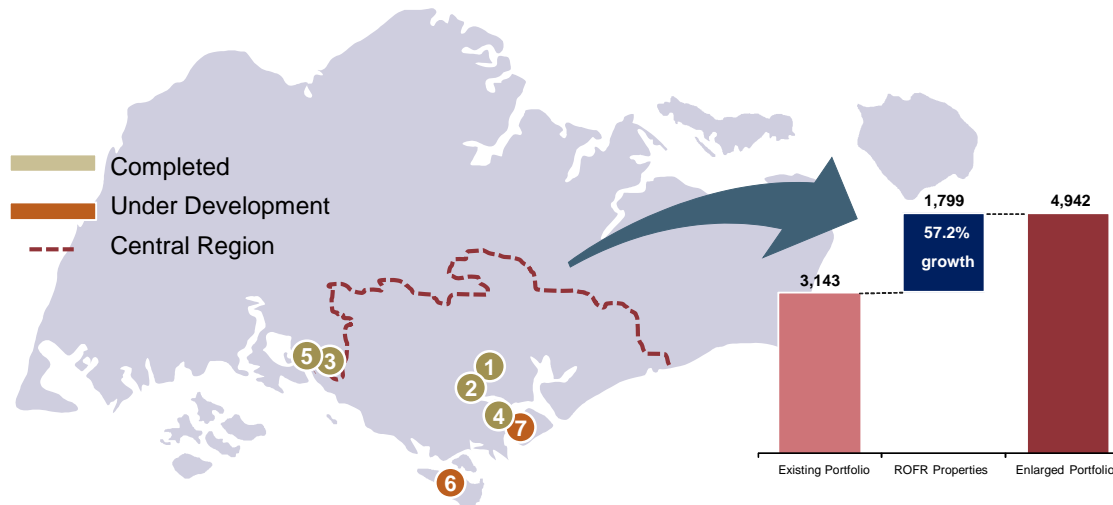 Completed
Under Development
Central Region
5
3
1
2
4
7
6
1,799
4,942
57.2%
growth
3,143
Existing Portfolio
ROFR Properties
Enlarged Portfolio